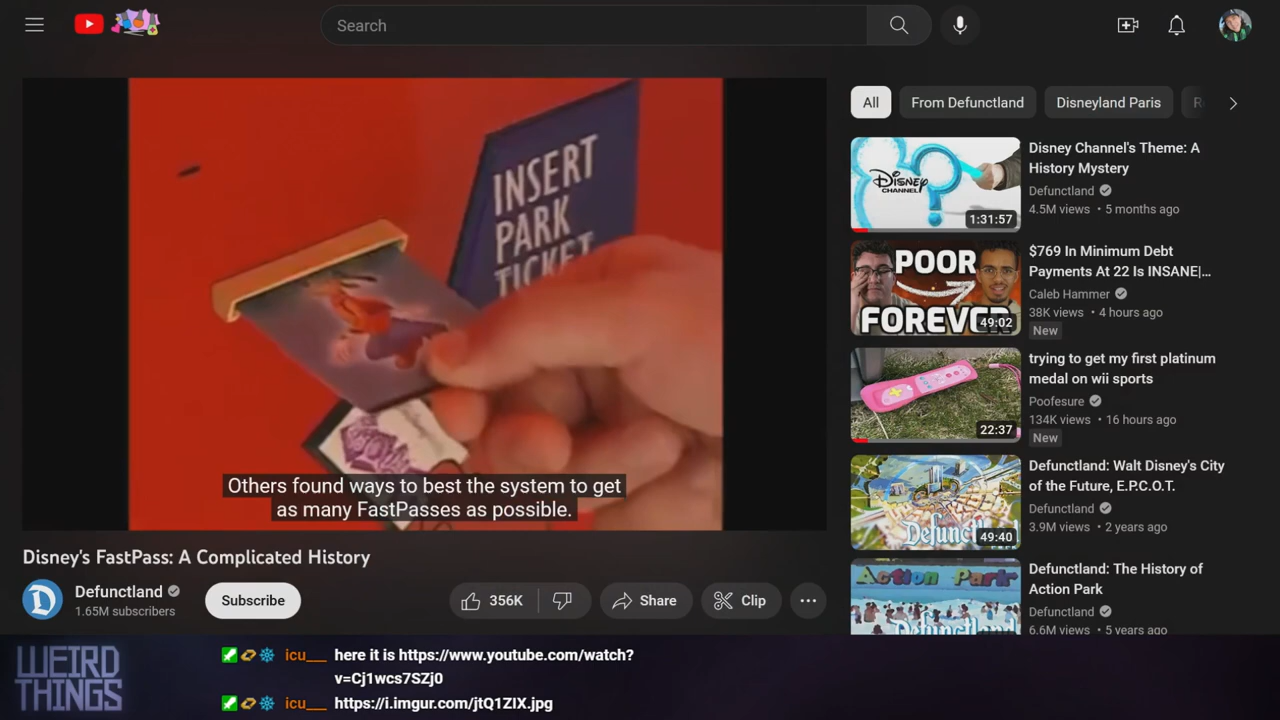 Search
INSERT
PARK
TICKET
Others found ways to best the system to get
as many FastPasses as possible.
Disney's FastPass: A Complicated History
Defunctland
1.65M subscribers
Subscribe
356K
Share
Clip
All
From Defunctland
Disneyland Paris
DISNEY
CHANNEL
1:31:57
Disney Channel's Theme: A
History Mystery
Defunctland
4.5M views • 5 months ago
POOR
FOREVER
49:02
$769 In Minimum Debt
Payments At 22 Is INSANE|...
Caleb Hammer
38K views • 4 hours ago
New
22:37
trying to get my first platinum
medal on wii sports
Poofesure
134K views • 16 hours ago
New
Defunctland
49:40
Defunctland: Walt Disney's City
of the Future, E.P.C.O.T.
Defunctland
3.9M views • 2 years ago
Action Park
Defunctland
Defunctland: The History of
Action Park
Defunctland
6.6M views • 5 years ago
WEIRD
THINGS
icu___ here it is https://www.youtube.com/watch?
v=Cj1wcs7SZj0
icu___ https://i.imgur.com/jtQ1ZIX.jpg